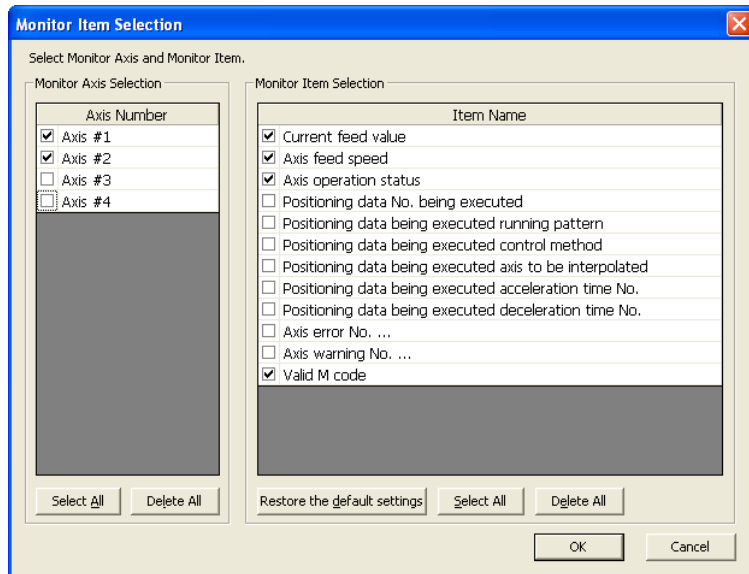 Monitor Item Selection
Select Monitor Axis and Monitor Item.
Monitor Axis Selection
Axis Number
Axis #1
Axis #2
Axis #3
Axis #4
Select All
Delete All
Monitor Item Selection
Item Name
Current feed value
Axis feed speed
Axis operation status
Positioning data No. being executed
Positioning data being executed running pattern
Positioning data being executed control method
Positioning data being executed axis to be interpolated
Positioning data being executed acceleration time No.
Positioning data being executed deceleration time No.
Axis error No. ...
Axis warning No. ...
Valid M code
Restore the default settings
Select All
Delete All
OK
Cancel